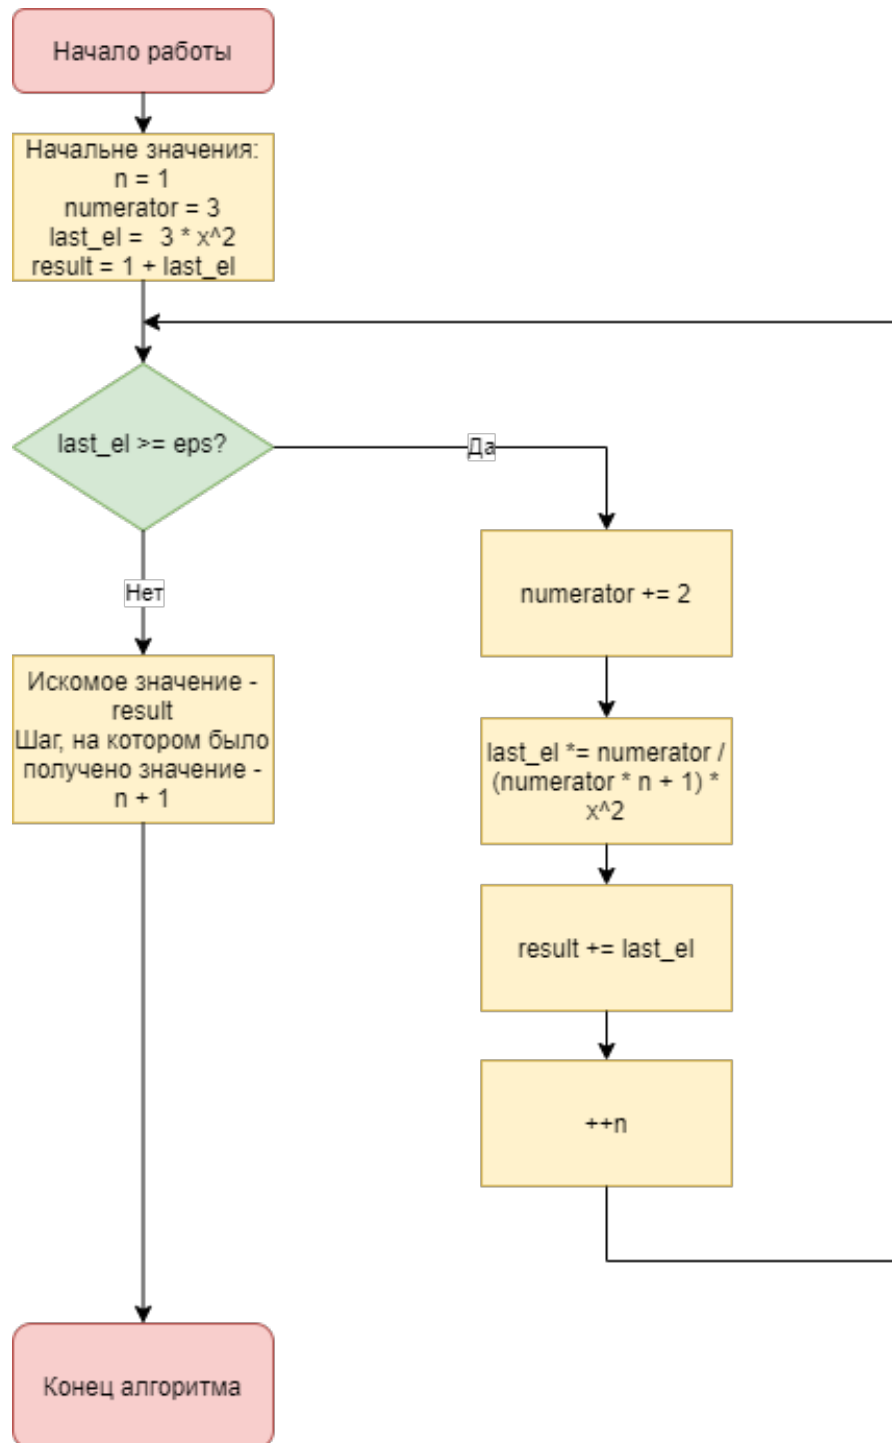 Начало работы
Начальне значения:
n = 1
numerator = 3
last_el = 3 * x^2
result = 1 + last_el
last_el >= eps?
Да
Нет
numerator += 2
Искомое значение -
result
Шаг, на котором было
получено значение -
n + 1
last_el *= numerator /
(numerator * n + 1) *
x^2
result += last_el
++n
Конец алгоритма